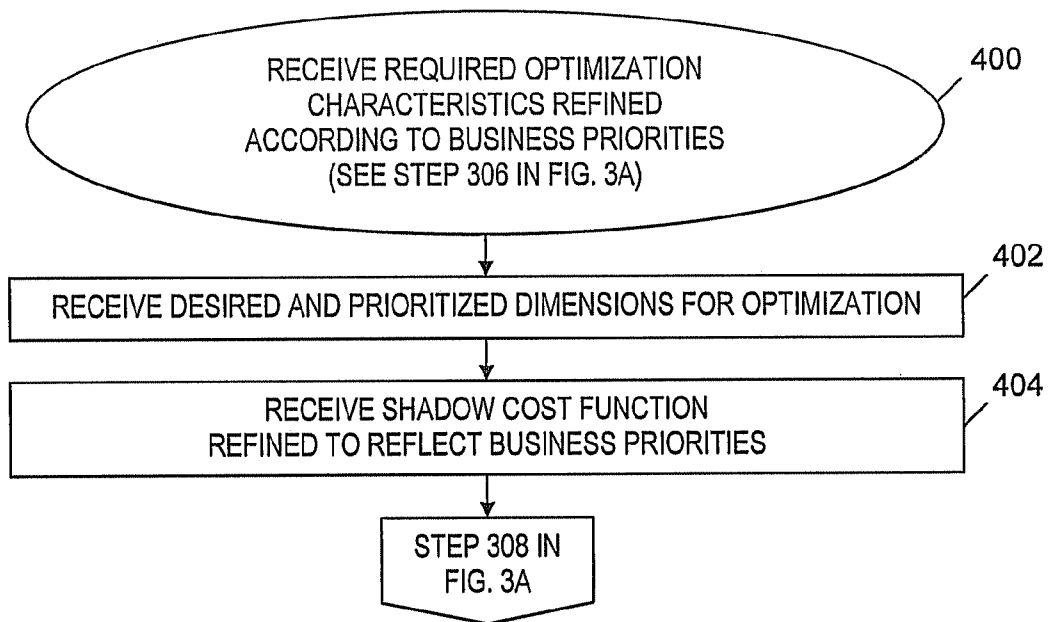 RECEIVE REQUIRED OPTIMIZATION
CHARACTERISTICS REFINED
ACCORDING TO BUSINESS PRIORITIES
(SEE STEP 306 IN FIG. 3A)
400
402
RECEIVE DESIRED AND PRIORITIZED DIMENSIONS FOR OPTIMIZATION
404
RECEIVE SHADOW COST FUNCTION
REFINED TO REFLECT BUSINESS PRIORITIES
STEP 308 IN
FIG. 3A